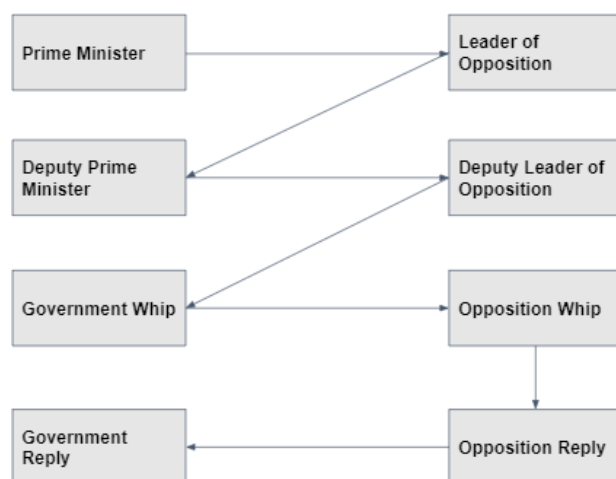 Prime Minister
Leader of
Opposition
Deputy Prime
Minister
Deputy Leader of
Opposition
Government Whip
Opposition Whip
Government
Reply
Opposition Reply